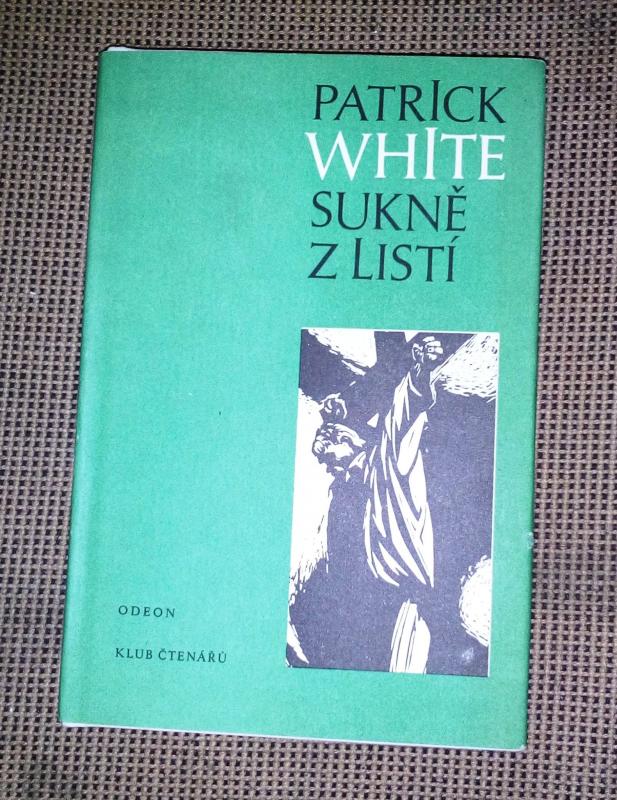 PATRICK
WHITE
SUKNĚ
Z LISTÍ
ODEON
KLUB ČTENÁŘŮ